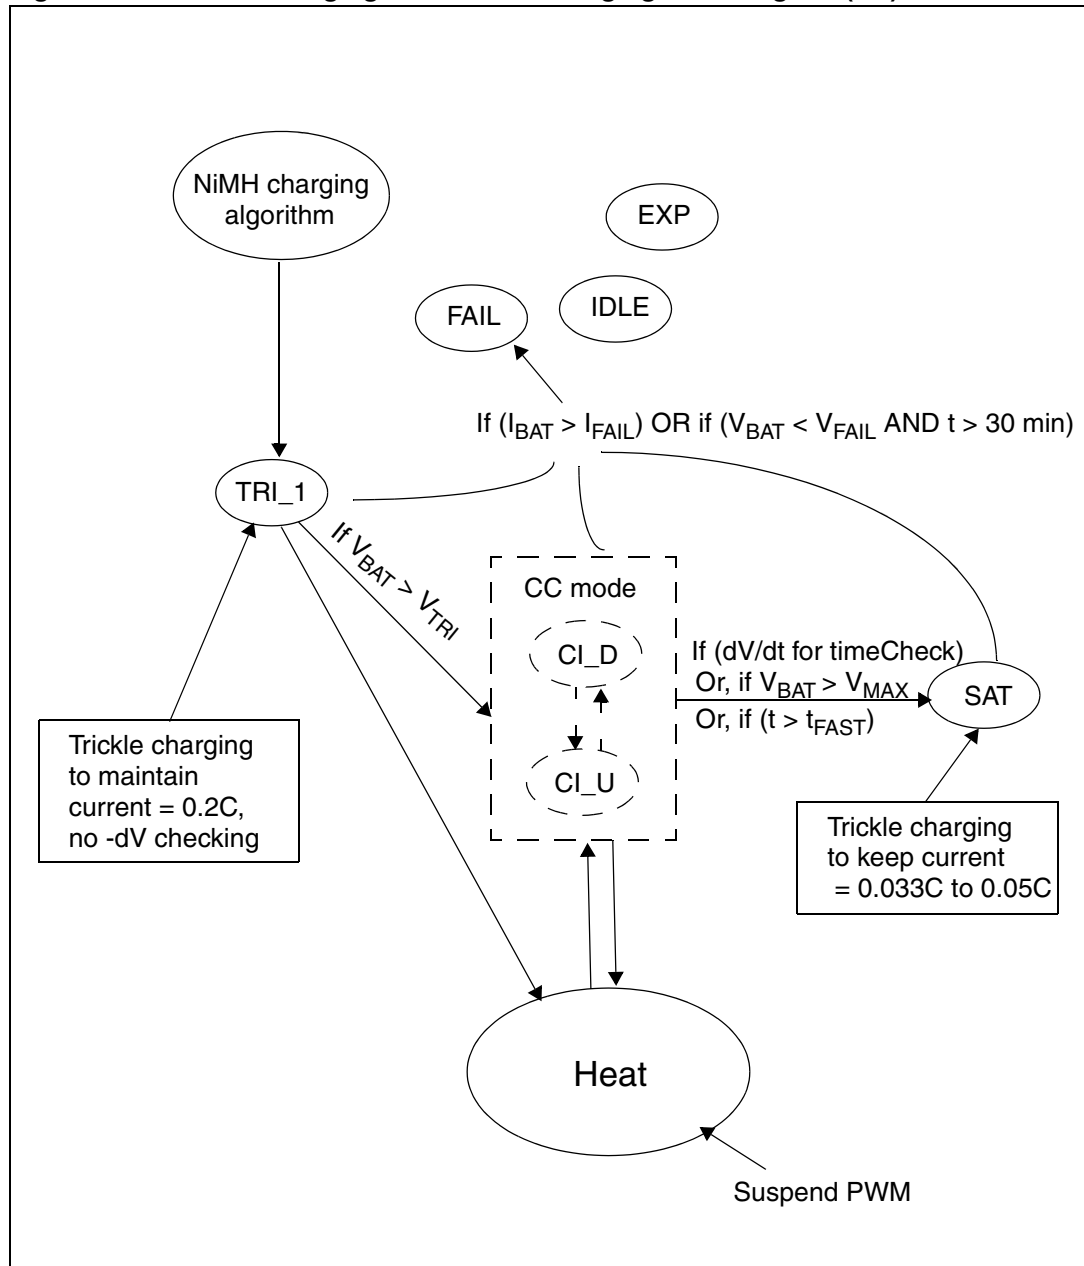 NiMH charging
algorithm
EXP
IDLE
FAIL
If (IBAT > IFAIL) OR if (VBAT < VFAIL AND t > 30 min)
TRI_1
If VBAT > VTRI
CC mode
CI_D
CI_U
If (dV/dt for timeCheck)
Or, if VBAT > VMAX
Or, if (t > tFAST)
SAT
Trickle charging
to maintain
current = 0.2C,
no -dV checking
Trickle charging
to keep current
= 0.033C to 0.05C
Heat
Suspend PWM